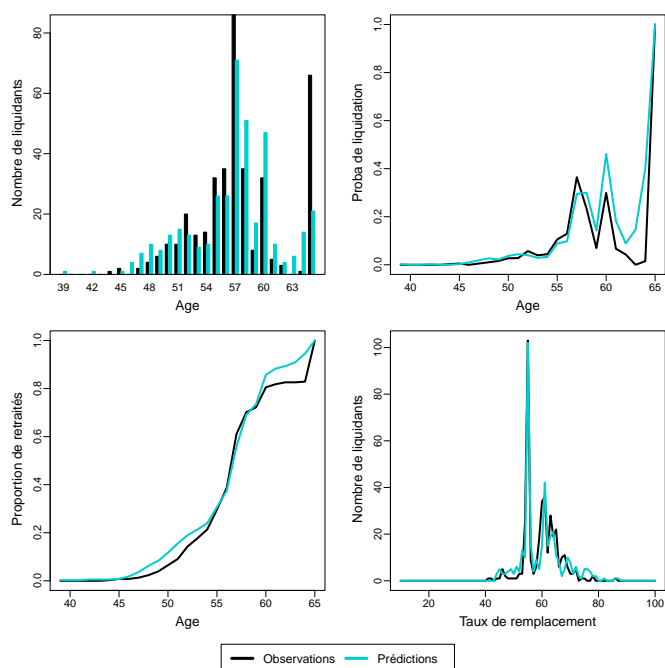 Nombre de liquidants
0 20 40 60 80
39 42 45 48 51 54 57 60 63
Age
Proba de liquidation
0.0 0.2 0.4 0.6 0.8 1.0
40 45 50 55 60 65
Age
Proportion de retraités
0.0 0.2 0.4 0.6 0.8 1.0
40 45 50 55 60 65
Age
Nombre de liquidants
0 20 40 60 80 100
20 40 60 80 100
Taux de remplacement
Observations Prédictions